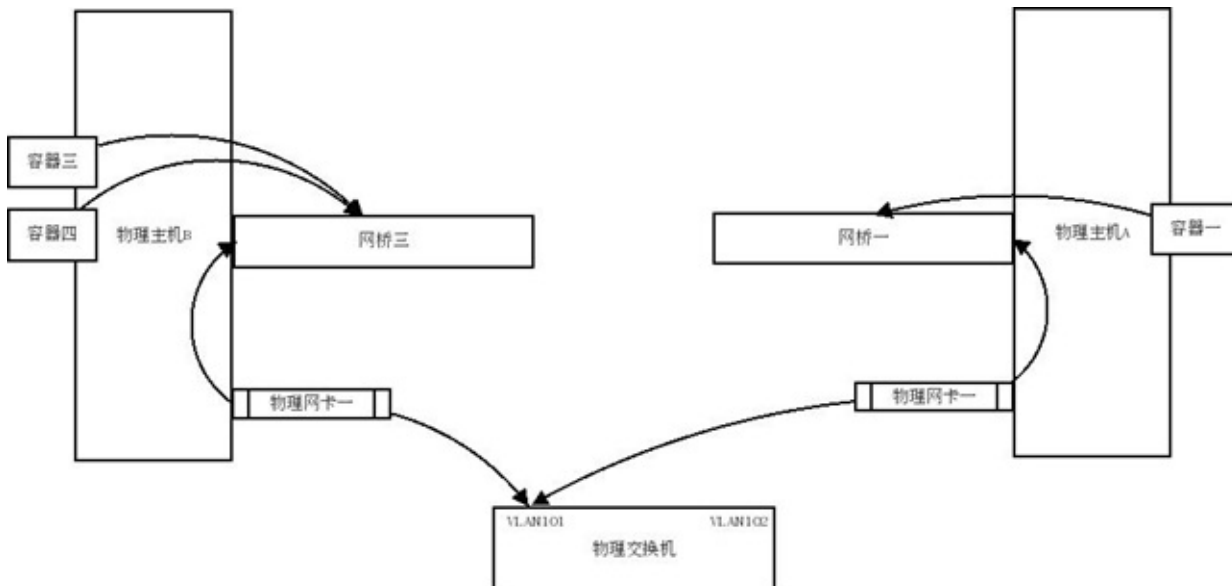 容器三
容器四
物理主机B
网桥三
网桥一
物理主机A
容器一
物理网卡一
物理网卡一
VLAN101
VLAN102
物理交换机